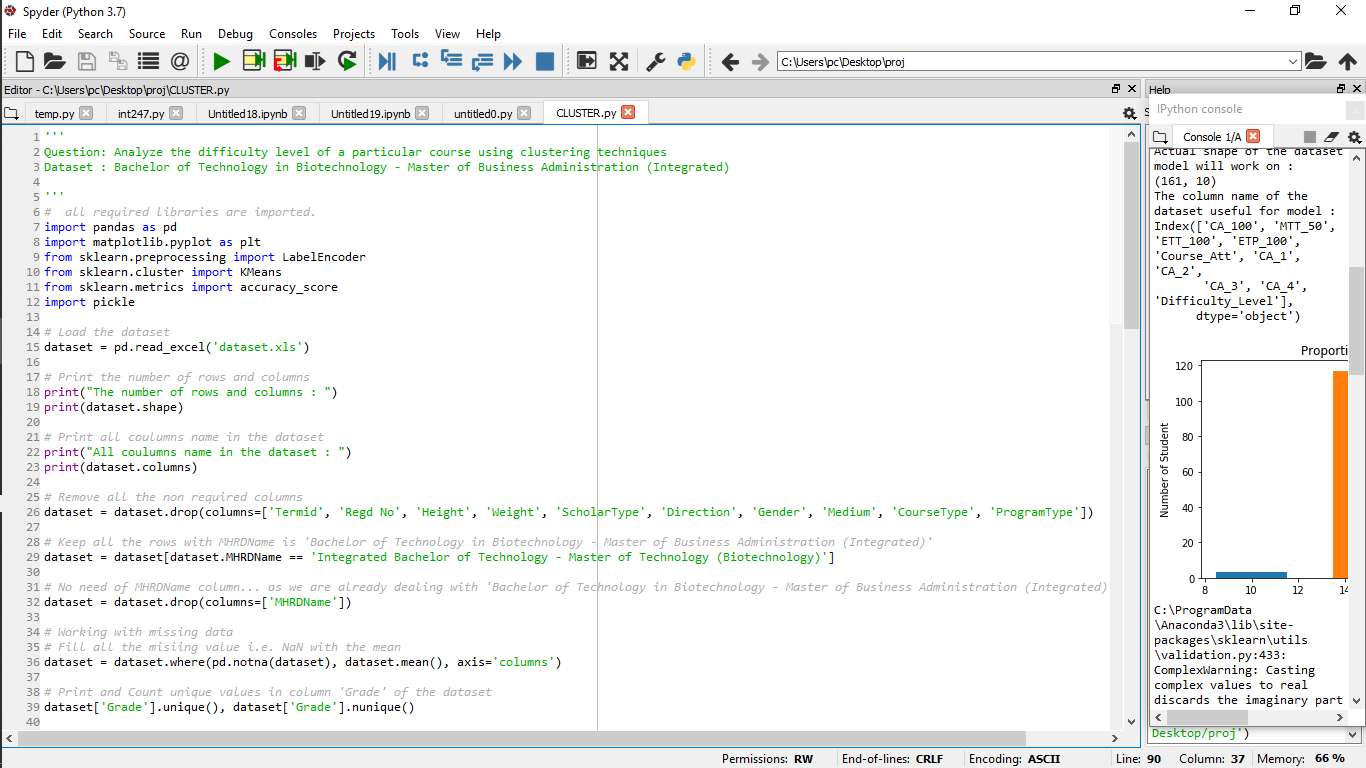 Spyder (Python 3.7)
File Edit Search Source Run Debug Consoles Projects Tools View Help
C:\Users\pc\Desktop\proj
Editor - C:\Users\pc\Desktop\proj\CLUSTER.py
temp.py int247.py Untitled18.ipynb Untitled19.ipynb untitled0.py CLUSTER.py
1 '''
2 Question: Analyze the difficulty level of a particular course using clustering techniques
3 Dataset : Bachelor of Technology in Biotechnology - Master of Business Administration (Integrated)
4
5 '''
6 #  all required libraries are imported.
7 import pandas as pd
8 import matplotlib.pyplot as plt
9 from sklearn.preprocessing import LabelEncoder
10 from sklearn.cluster import KMeans
11 from sklearn.metrics import accuracy_score
12 import pickle
13
14 # Load the dataset
15 dataset = pd.read_excel('dataset.xls')
16
17 # Print the number of rows and columns
18 print("The number of rows and columns : ")
19 print(dataset.shape)
20
21 # Print all coulumns name in the dataset
22 print("All coulumns name in the dataset : ")
23 print(dataset.columns)
24
25 # Remove all the non required columns
26 dataset = dataset.drop(columns=['Termid', 'Regd No', 'Height', 'Weight', 'ScholarType', 'Direction', 'Gender', 'Medium', 'CourseType', 'ProgramType'])
27
28 # Keep all the rows with MHRDName is 'Bachelor of Technology in Biotechnology - Master of Business Administration (Integrated)'
29 dataset = dataset[dataset.MHRDName == 'Integrated Bachelor of Technology - Master of Technology (Biotechnology)']
30
31 # No need of MHRDName column... as we are already dealing with 'Bachelor of Technology in Biotechnology - Master of Business Administration (Integrated)
32 dataset = dataset.drop(columns=['MHRDName'])
33
34 # Working with missing data
35 # Fill all the misiing value i.e. NaN with the mean
36 dataset = dataset.where(pd.notna(dataset), dataset.mean(), axis='columns')
37
38 # Print and Count unique values in column 'Grade' of the dataset
39 dataset['Grade'].unique(), dataset['Grade'].nunique()
40
Help
IPython console
Console 1/A
Actual shape of the dataset
model will work on :
(161, 10)
The column name of the
dataset useful for model :
Index(['CA_100', 'MTT_50',
'ETT_100', 'ETP_100',
'Course_Att', 'CA_1',
'CA_2',
'CA_3', 'CA_4',
'Difficulty_Level'],
dtype='object')
Proporti
120
100
80
60
40
20
0
Number of Student
8 10 12 14
C:\ProgramData
\Anaconda3\lib\site-
packages\sklearn\utils
\validation.py:433:
ComplexWarning: Casting
complex values to real
discards the imaginary part
Desktop/proj')
Permissions: RW End-of-lines: CRLF Encoding: ASCII Line: 90 Column: 37 Memory: 66 %